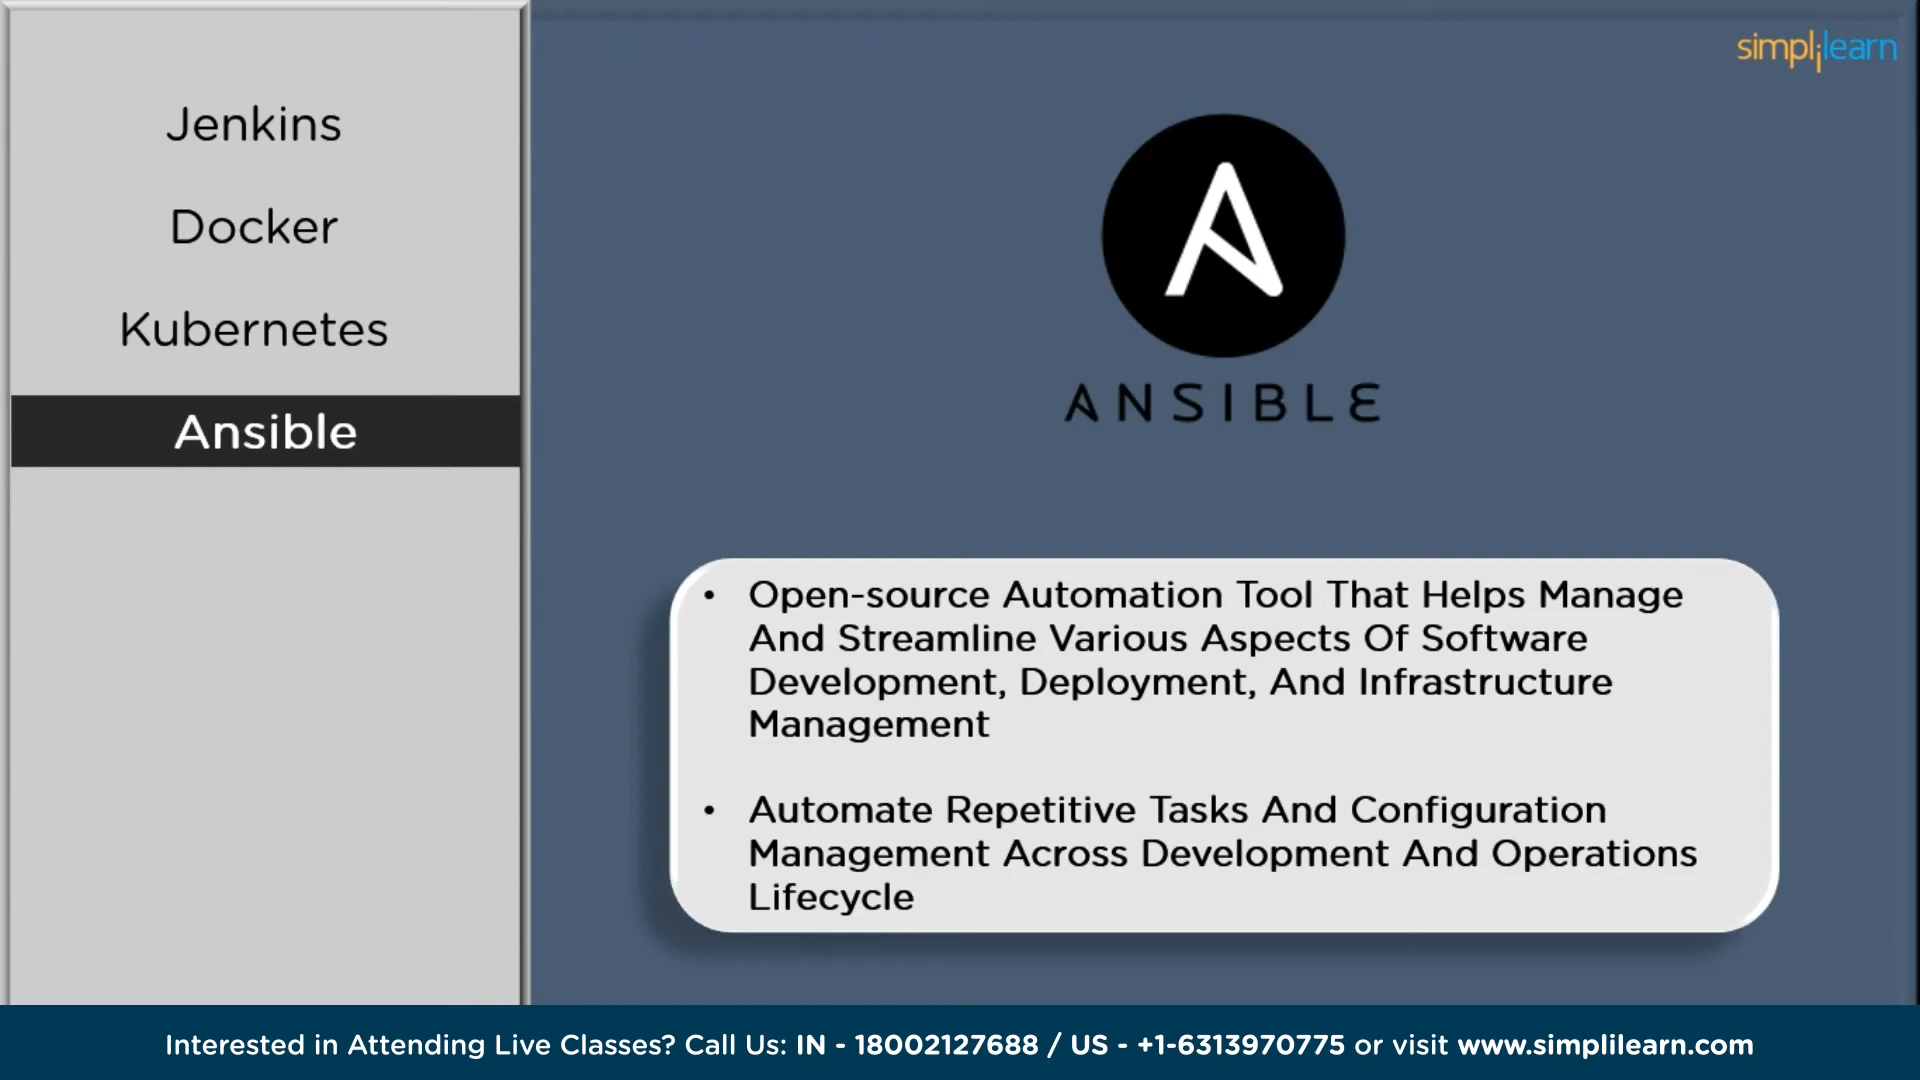 simplilearn
Jenkins
Docker
Kubernetes
Ansible
ANSIBLE
• Open-source Automation Tool That Helps Manage
And Streamline Various Aspects Of Software
Development, Deployment, And Infrastructure
Management
• Automate Repetitive Tasks And Configuration
Management Across Development And Operations
Lifecycle
Interested in Attending Live Classes? Call Us: IN - 18002127688 / US - +1-6313970775 or visit www.simplilearn.com